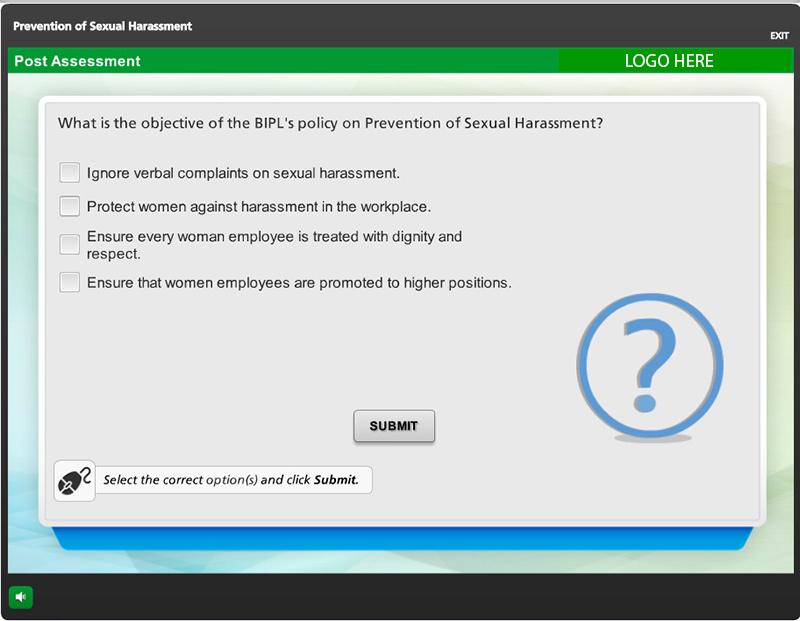 Prevention of Sexual Harassment
EXIT
Post Assessment
LOGO HERE
What is the objective of the BIPL's policy on Prevention of Sexual Harassment?
Ignore verbal complaints on sexual harassment.
Protect women against harassment in the workplace.
Ensure every woman employee is treated with dignity and
respect.
Ensure that women employees are promoted to higher positions.
?
SUBMIT
Select the correct option(s) and click Submit.